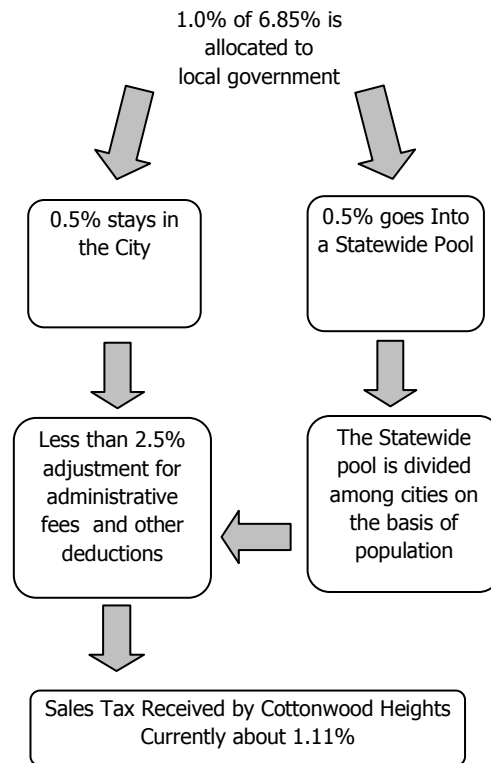 1.0% of 6.85% is
allocated to
local government
0.5% stays in
the City
0.5% goes Into
a Statewide Pool
Less than 2.5%
adjustment for
administrative
fees and other
deductions
The Statewide
pool is divided
among cities on
the basis of
population
Sales Tax Received by Cottonwood Heights
Currently about 1.11%